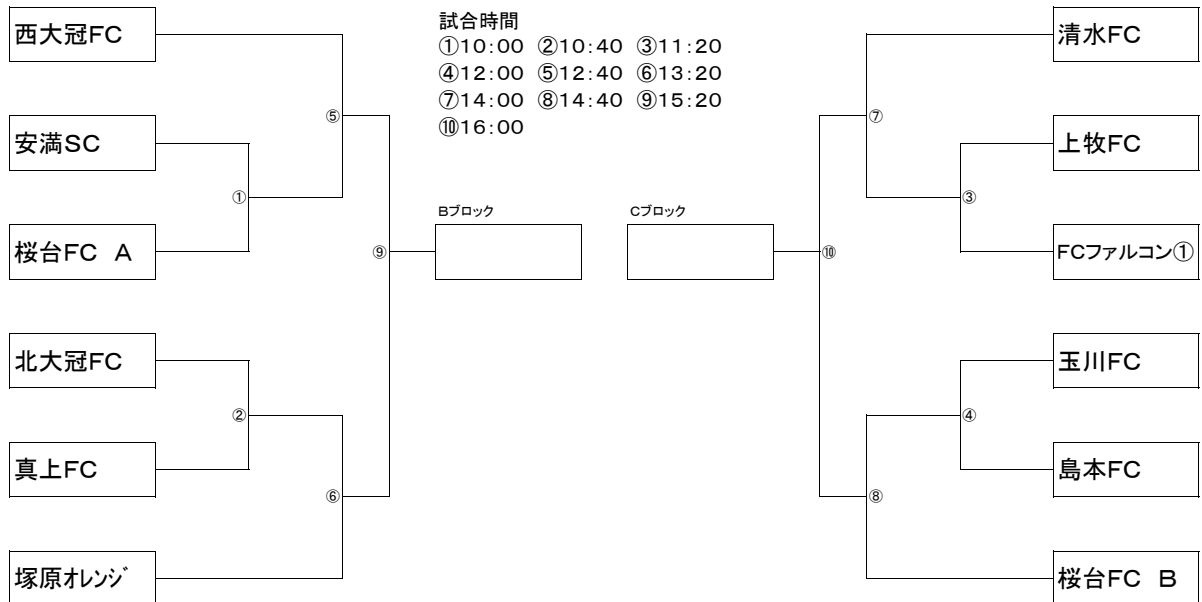 西大冠FC
安満SC
桜台FC A
北大冠FC
真上FC
塚原オレンジ
①
②
⑤
⑥
⑨
試合時間
①10:00 ②10:40 ③11:20
④12:00 ⑤12:40 ⑥13:20
⑦14:00 ⑧14:40 ⑨15:20
⑩16:00
Bブロック
Cブロック
⑩
⑦
⑧
③
④
清水FC
上牧FC
FCファルコン①
玉川FC
島本FC
桜台FC B